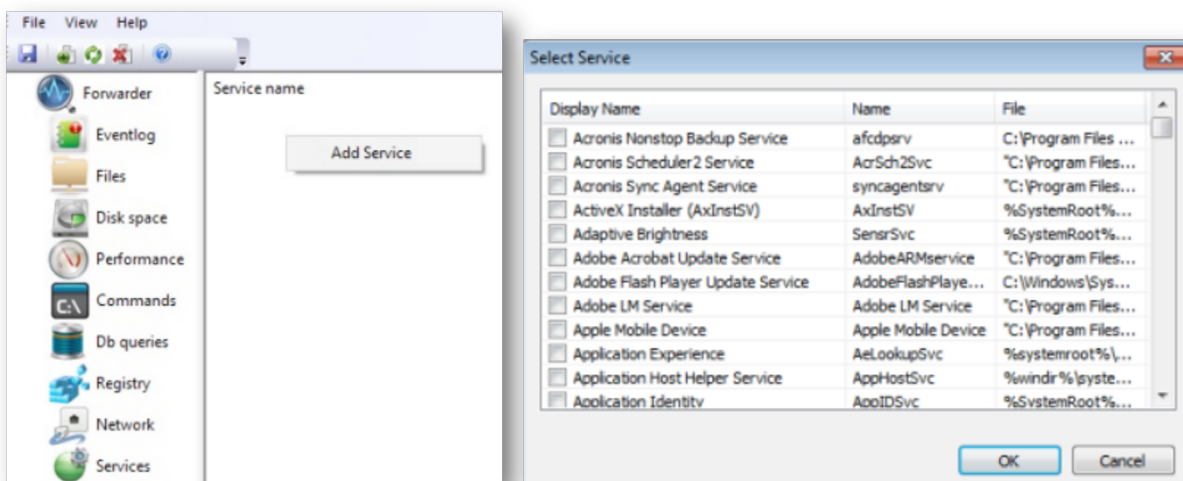 File View Help
Forwarder
Eventlog
Files
Disk space
Performance
Commands
Db queries
Registry
Network
Services
Service name
Add Service
Select Service
Display Name Name File
Acronis Nonstop Backup Service afcdpsrv C:\Program Files ...
Acronis Scheduler2 Service AcrSch2Svc "C:\Program Files...
Acronis Sync Agent Service syncagentsrv "C:\Program Files...
ActiveX Installer (AxInstSV) AxInstSV %SystemRoot%...
Adaptive Brightness SensrSvc %SystemRoot%...
Adobe Acrobat Update Service AdobeARMservice "C:\Program Files...
Adobe Flash Player Update Service AdobeFlashPlaye... C:\Windows\Sys...
Adobe LM Service Adobe LM Service "C:\Program Files...
Apple Mobile Device Apple Mobile Device "C:\Program Files...
Application Experience AeLookupSvc %systemroot%\...
Application Host Helper Service AppHostSvc %windir%\syste...
Application Identity AppIDSvc %SystemRoot%...
OK Cancel
C:\